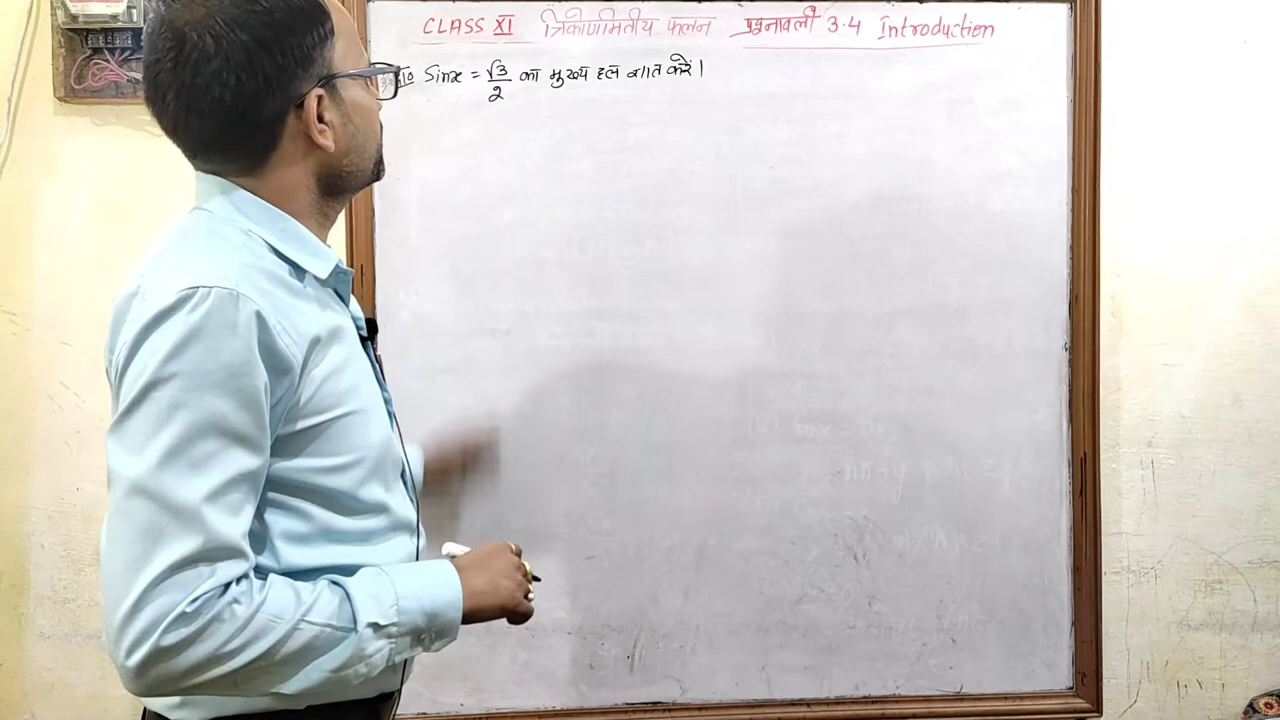 CLASS XI त्रिकोणमितीय फलन प्रश्नावली 3.4 Introduction
Sinx = √3/2 का मुख्य हल ज्ञात करें।